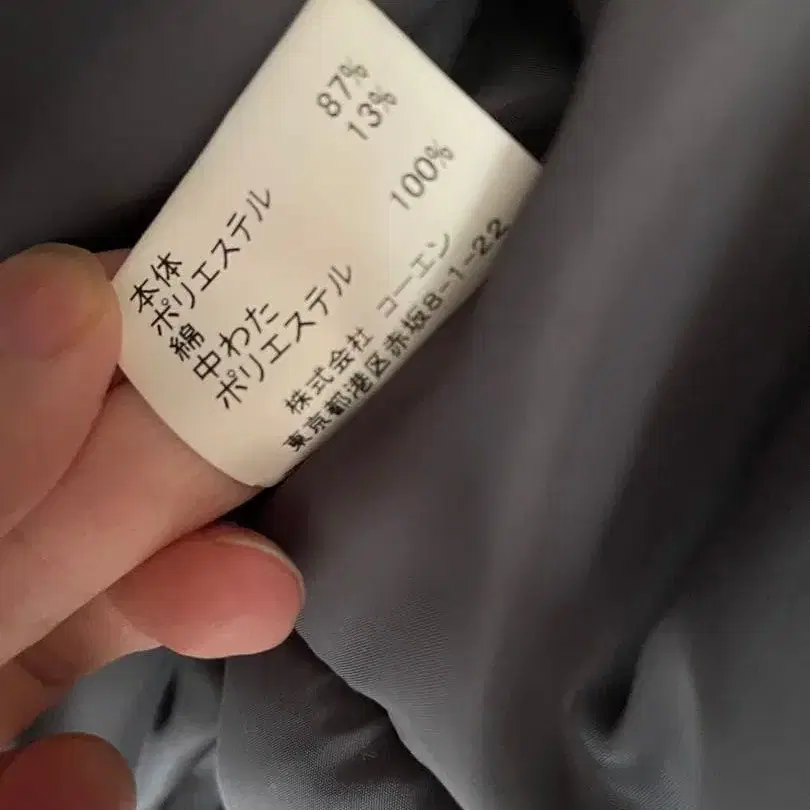 本体
ポリエステル 87%
綿 13%
中わた
ポリエステル 100%
株式会社 コーエン
東京都港区赤坂8-1-22